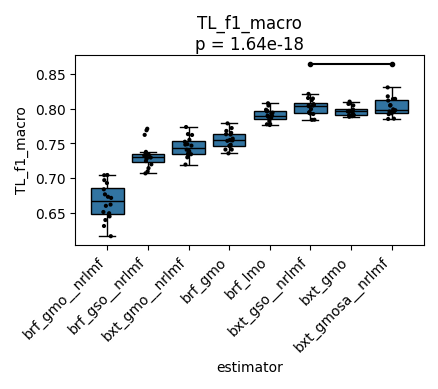 TL_f1_macro
p = 1.64e-18
TL_f1_macro
0.85
0.80
0.75
0.70
0.65
brf_gmo__nrlmf
brf_gso__nrlmf
bxt_gmo__nrlmf
brf_gmo
brf_lmo
bxt_gso__nrlmf
bxt_gmo
bxt_gmosa__nrlmf
estimator